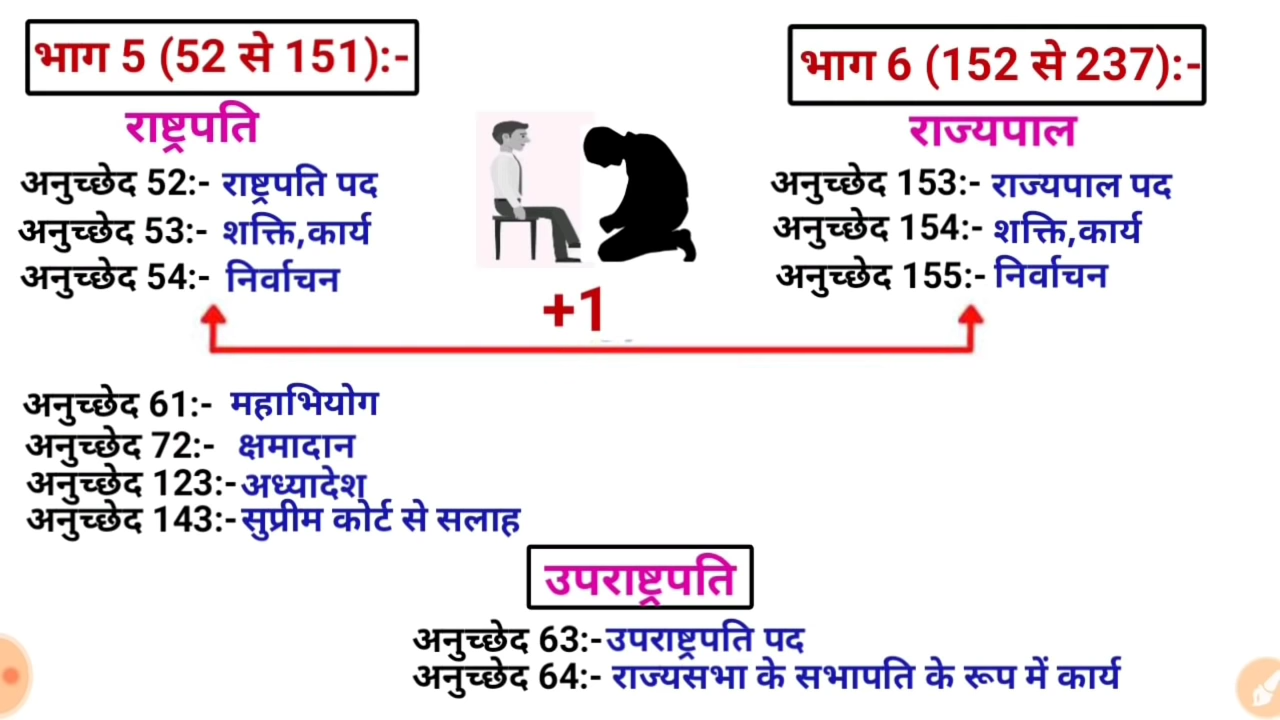 भाग 5 (52 से 151):-
राष्ट्रपति
अनुच्छेद 52:- राष्ट्रपति पद
अनुच्छेद 53:- शक्ति,कार्य
अनुच्छेद 54:- निर्वाचन
भाग 6 (152 से 237):-
राज्यपाल
अनुच्छेद 153:- राज्यपाल पद
अनुच्छेद 154:- शक्ति,कार्य
अनुच्छेद 155:- निर्वाचन
+1
अनुच्छेद 61:- महाभियोग
अनुच्छेद 72:- क्षमादान
अनुच्छेद 123:- अध्यादेश
अनुच्छेद 143:- सुप्रीम कोर्ट से सलाह
उपराष्ट्रपति
अनुच्छेद 63:- उपराष्ट्रपति पद
अनुच्छेद 64:- राज्यसभा के सभापति के रूप में कार्य